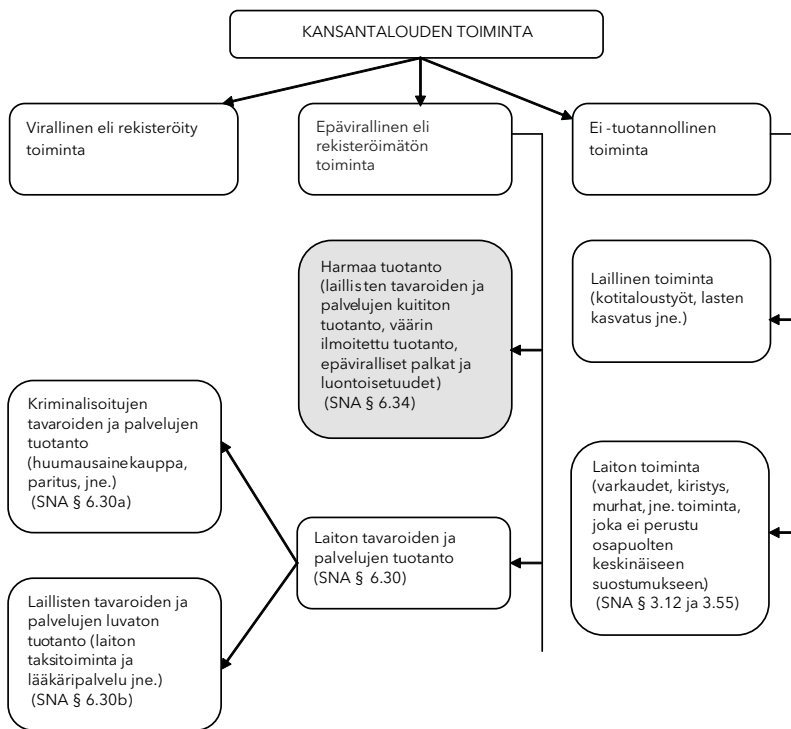 KANSANTALOUDEN TOIMINTA
Virallinen eli rekisteröity
toiminta
Epävirallinen eli
rekisteröimätön
toiminta
Ei -tuotannollinen
toiminta
Harmaa tuotanto
(laillisten tavaroiden ja
palvelujen kuititon
tuotanto, väärin
ilmoitettu tuotanto,
epäviralliset palkat ja
luontoisetuudet)
(SNA § 6.34)
Laillinen toiminta
(kotitaloustyöt, lasten
kasvatus jne.)
Kriminalisoitujen
tavaroiden ja palvelujen
tuotanto
(huumausainekauppa,
paritus, jne.)
(SNA § 6.30a)
Laiton tavaroiden ja
palvelujen tuotanto
(SNA § 6.30)
Laiton toiminta
(varkaudet, kiristys,
murhat, jne. toiminta,
joka ei perustu
osapuolten
keskinäiseen
suostumukseen.)
(SNA § 3.12 ja 3.55)
Laillisten tavaroiden ja
palvelujen luvaton
tuotanto (laiton
taksitoiminta ja
lääkäripalvelu jne.)
(SNA § 6.30b)